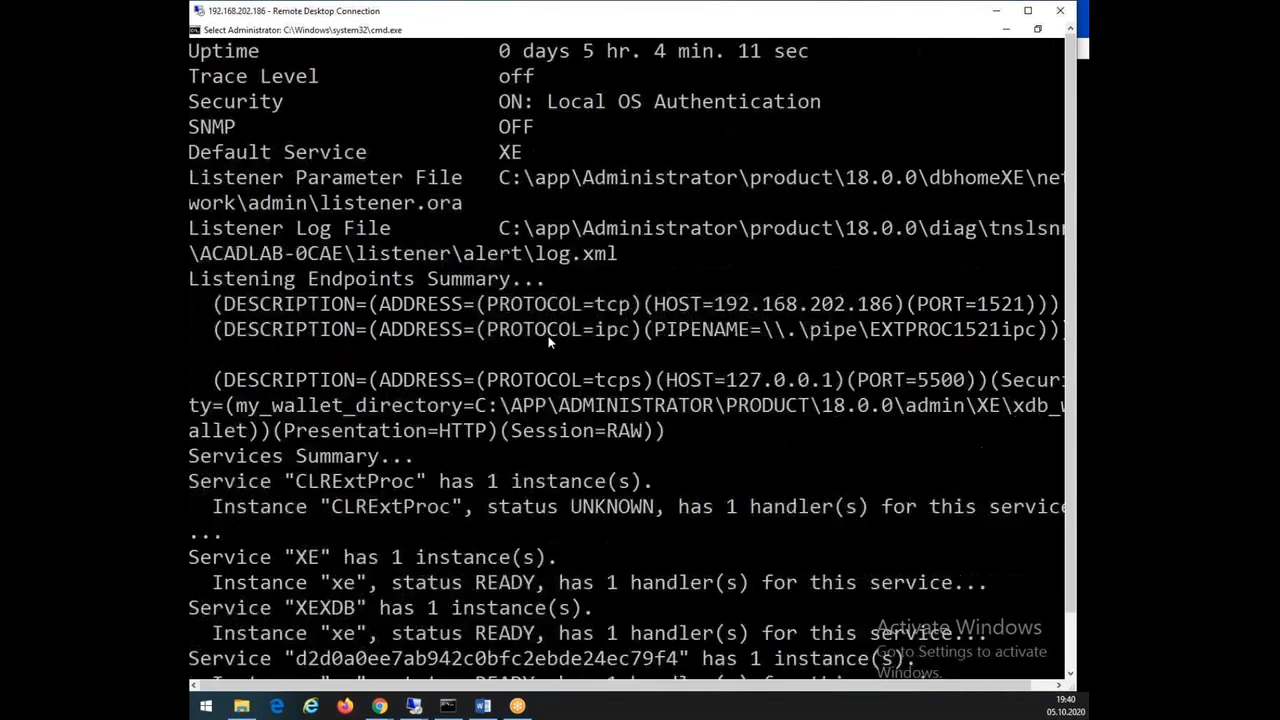 192.168.202.186 - Remote Desktop Connection
Select Administrator: C:\Windows\system32\cmd.exe
Uptime 0 days 5 hr. 4 min. 11 sec
Trace Level off
Security ON: Local OS Authentication
SNMP OFF
Default Service XE
Listener Parameter File C:\app\Administrator\product\18.0.0\dbhomeXE\net
work\admin\listener.ora
Listener Log File C:\app\Administrator\product\18.0.0\diag\tnslsnr
\ACADLAB-0CAE\listener\alert\log.xml
Listening Endpoints Summary...
(DESCRIPTION=(ADDRESS=(PROTOCOL=tcp)(HOST=192.168.202.186)(PORT=1521)))
(DESCRIPTION=(ADDRESS=(PROTOCOL=ipc)(PIPENAME=\\.\pipe\EXTPROC1521ipc)))
(DESCRIPTION=(ADDRESS=(PROTOCOL=tcps)(HOST=127.0.0.1)(PORT=5500))(Securi
ty=(my_wallet_directory=C:\APP\ADMINISTRATOR\PRODUCT\18.0.0\admin\XE\xdb_w
allet))(Presentation=HTTP)(Session=RAW))
Services Summary...
Service "CLRExtProc" has 1 instance(s).
Instance "CLRExtProc", status UNKNOWN, has 1 handler(s) for this service
...
Service "XE" has 1 instance(s).
Instance "xe", status READY, has 1 handler(s) for this service...
Service "XEXDB" has 1 instance(s).
Instance "xe", status READY, has 1 handler(s) for this service...
Service "d2d0a0ee7ab942c0bfc2ebde24ec79f4" has 1 instance(s).
Activate Windows
Go to Settings to activate
Windows.
19:40
05.10.2020